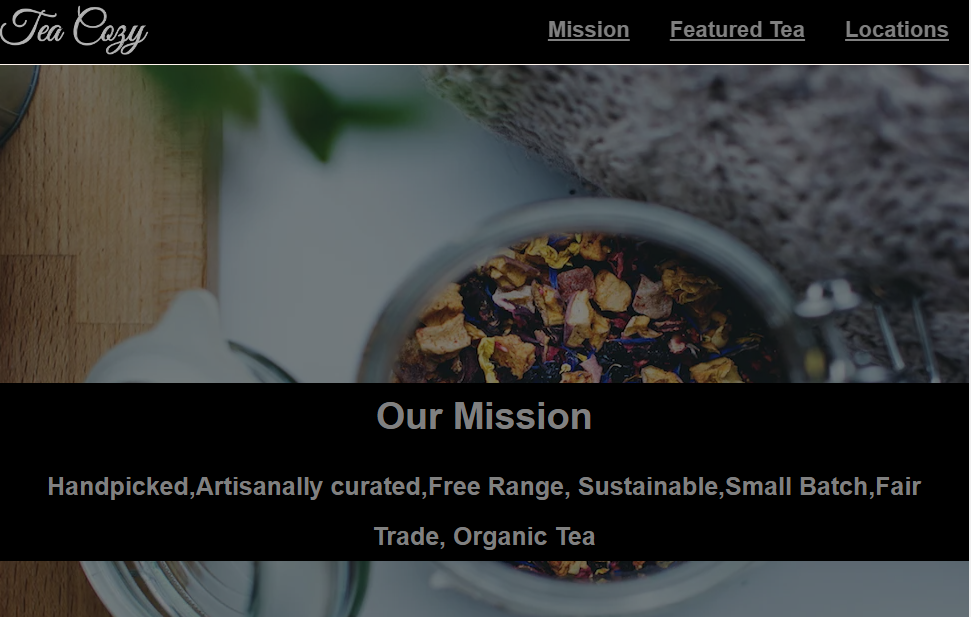 Tea Cozy
Mission Featured Tea Locations
Our Mission
Handpicked,Artisanally curated,Free Range, Sustainable,Small Batch,Fair
Trade, Organic Tea